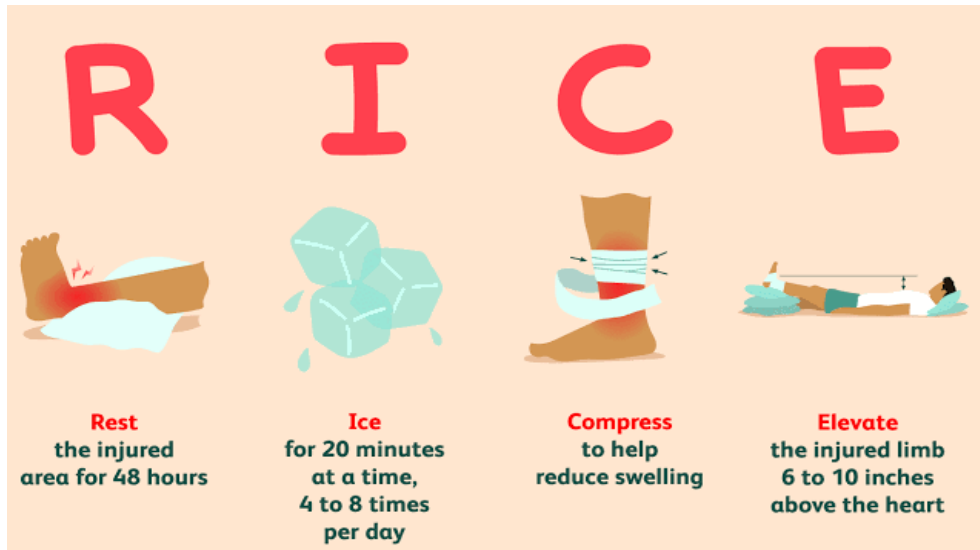 R I C E
Rest
the injured
area for 48 hours
Ice
for 20 minutes
at a time,
4 to 8 times
per day
Compress
to help
reduce swelling
Elevate
the injured limb
6 to 10 inches
above the heart